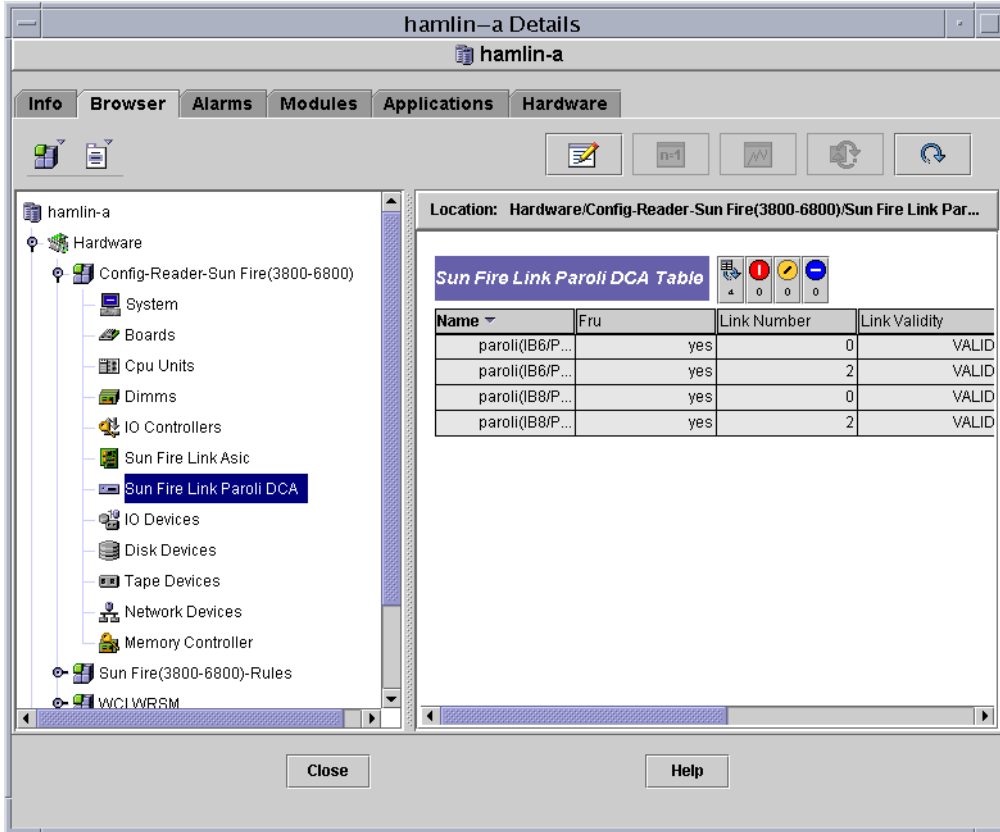 hamlin–a Details
hamlin-a
Info Browser Alarms Modules Applications Hardware
n=1
hamlin-a
Hardware
Config-Reader-Sun Fire(3800-6800)
System
Boards
Cpu Units
Dimms
IO Controllers
Sun Fire Link Asic
Sun Fire Link Paroli DCA
IO Devices
Disk Devices
Tape Devices
Network Devices
Memory Controller
Sun Fire(3800-6800)-Rules
WCI WRSM
Location: Hardware/Config-Reader-Sun Fire(3800-6800)/Sun Fire Link Par...
Sun Fire Link Paroli DCA Table
4 0 0 0
Name Fru Link Number Link Validity
paroli(IB6/P... yes 0 VALID
paroli(IB6/P... yes 2 VALID
paroli(IB8/P... yes 0 VALID
paroli(IB8/P... yes 2 VALID
Close Help